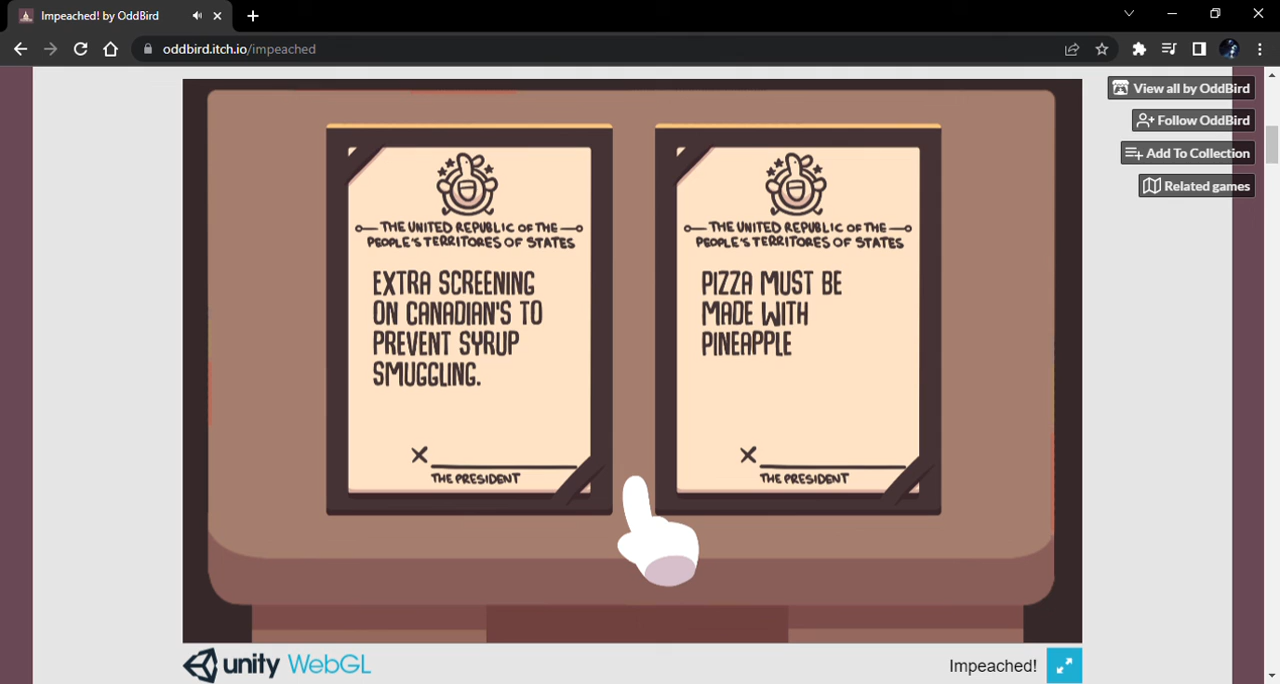 Impeached! by OddBird
oddbird.itch.io/impeached
View all by OddBird
Follow OddBird
Add To Collection
Related games
THE UNITED REPUBLIC OF THE
PEOPLE'S TERRITORES OF STATES
EXTRA SCREENING
ON CANADIAN'S TO
PREVENT SYRUP
SMUGGLING.
X
THE PRESIDENT
THE UNITED REPUBLIC OF THE
PEOPLE'S TERRITORES OF STATES
PIZZA MUST BE
MADE WITH
PINEAPPLE
X
THE PRESIDENT
unity WebGL
Impeached!